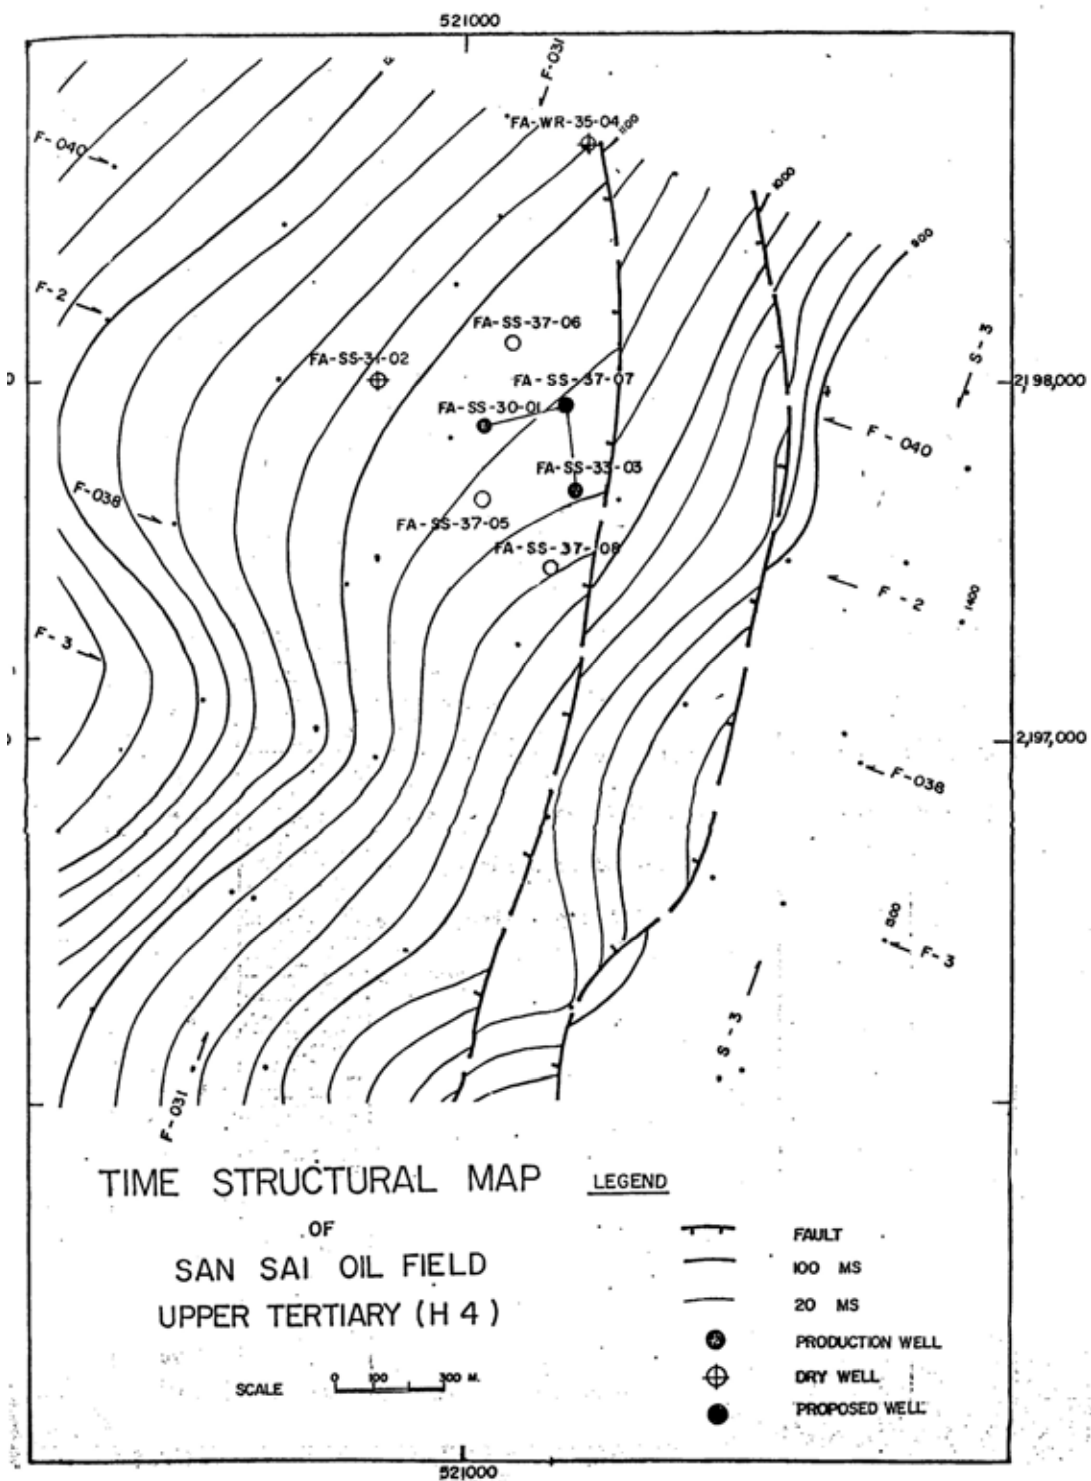 521000
F-031
FA-WR-35-04
1100
F-040
1000
900
F-2
FA-SS-37-06
S-3
FA-SS-31-02
FA-SS-37-07
2,198,000
FA-SS-30-01
F-040
FA-SS-33-03
F-038
FA-SS-37-05
FA-SS-37-08
F-2
1400
F-3
2,197,000
F-038
1300
F-3
S-3
F-031
TIME STRUCTURAL MAP
OF
SAN SAI OIL FIELD
UPPER TERTIARY (H4)
SCALE 0 100 300 M.
LEGEND
FAULT
100 MS
20 MS
PRODUCTION WELL
DRY WELL
PROPOSED WELL
521000